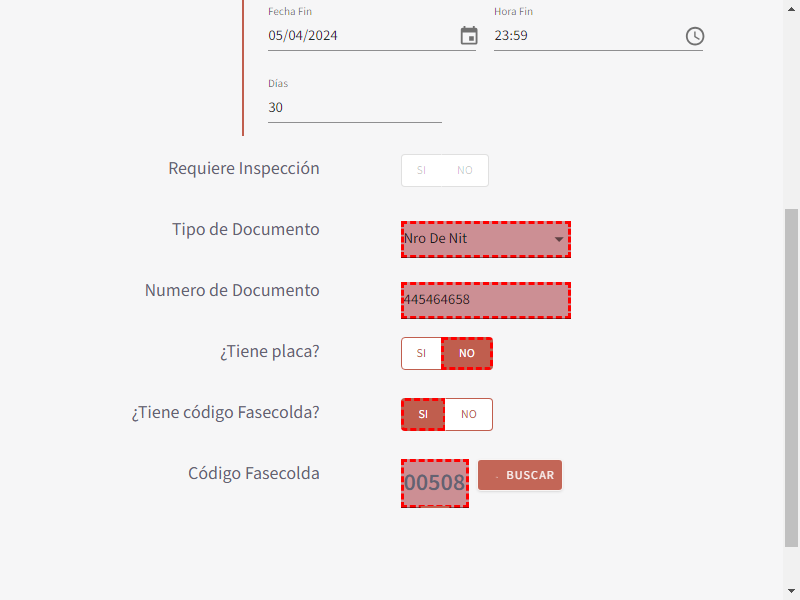 Fecha Fin
Hora Fin
05/04/2024
23:59
Días
30
Requiere Inspección
SI NO
Tipo de Documento
Nro De Nit
Numero de Documento
445464658
¿Tiene placa?
SI NO
¿Tiene código Fasecolda?
SI NO
Código Fasecolda
00508
BUSCAR